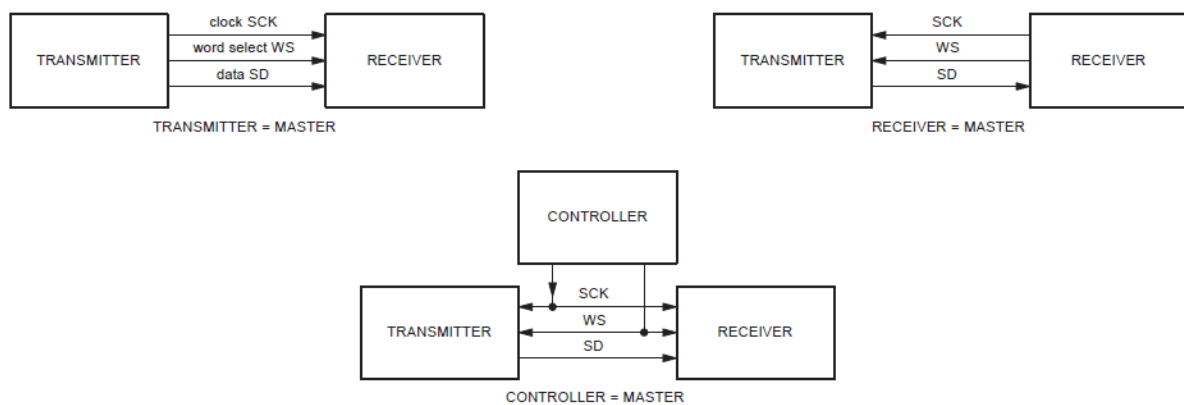 clock SCK
word select WS
data SD
TRANSMITTER
RECEIVER
TRANSMITTER = MASTER
SCK
WS
SD
TRANSMITTER
RECEIVER
RECEIVER = MASTER
CONTROLLER
SCK
WS
SD
TRANSMITTER
RECEIVER
CONTROLLER = MASTER